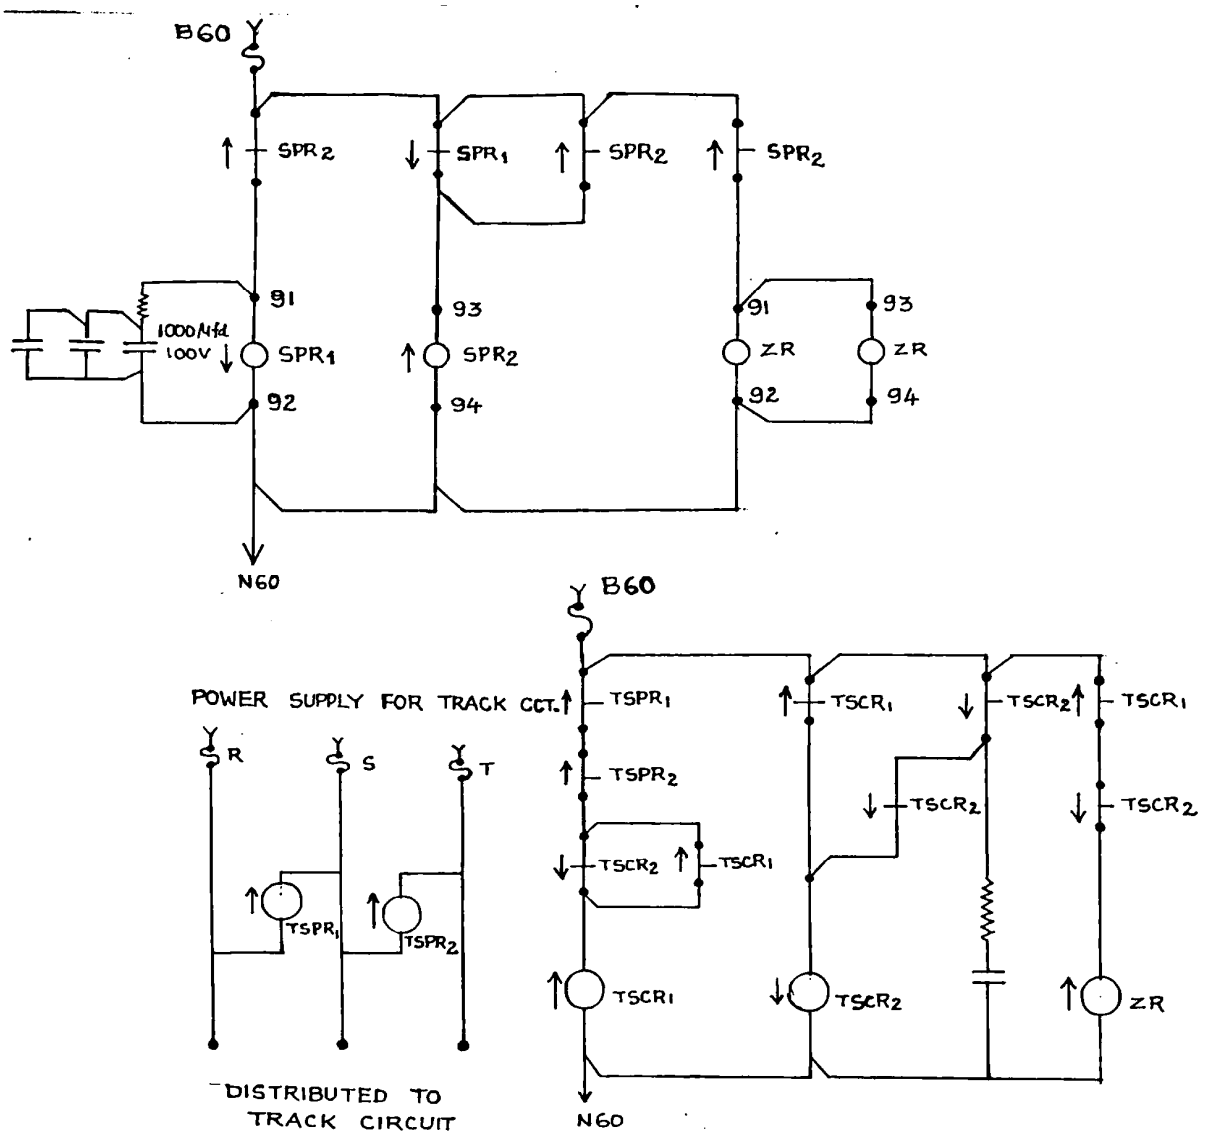 B60
SPR2
SPR1
SPR2
SPR2
91
93
91
93
1000Mfd
100V
SPR1
SPR2
ZR
ZR
92
94
92
94
N60
B60
POWER SUPPLY FOR TRACK CCT.
TSPR1
TSCR1
TSCR2
TSCR1
R
S
T
TSPR2
TSCR2
TSCR2
TSCR2
TSCR1
TSPR1
TSPR2
TSCR1
TSCR2
ZR
DISTRIBUTED TO
TRACK CIRCUIT
N60